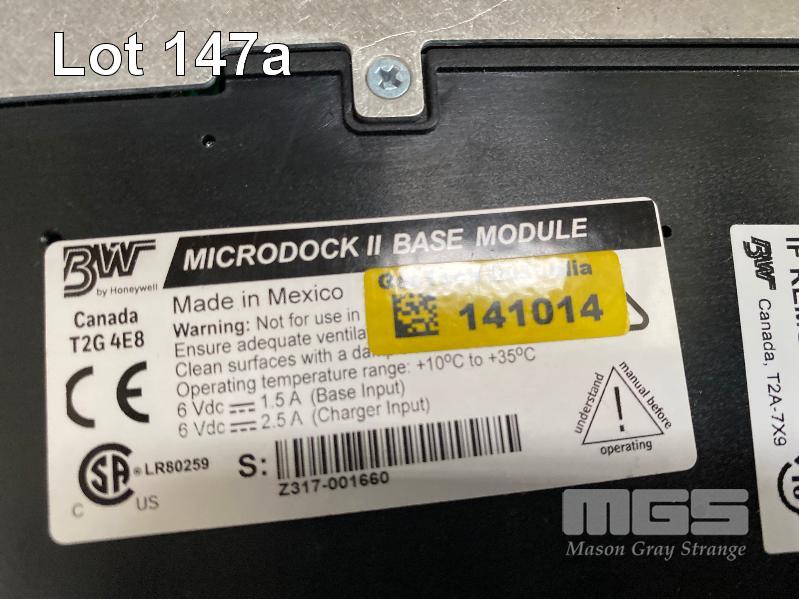 Lot 147a
BW
by Honeywell
MICRODOCK II BASE MODULE
Canada
T2G 4E8
Made in Mexico
Warning: Not for use in
Ensure adequate
Clean surfaces with a
Operating temperature range: +10ºC to +35ºC
6 Vdc 1.5 A (Base Input)
6 Vdc 2.5 A (Charger Input)
141014
CE
SA ® LR80259
C US
S:
Z317-001660
understand
manual before
operating
!
BW
Canada, T2A-7X9
MGS
Mason Gray Strange